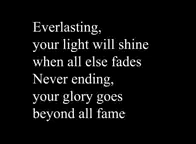 Everlasting,
your light will shine
when all else fades
Never ending,
your glory goes
beyond all fame